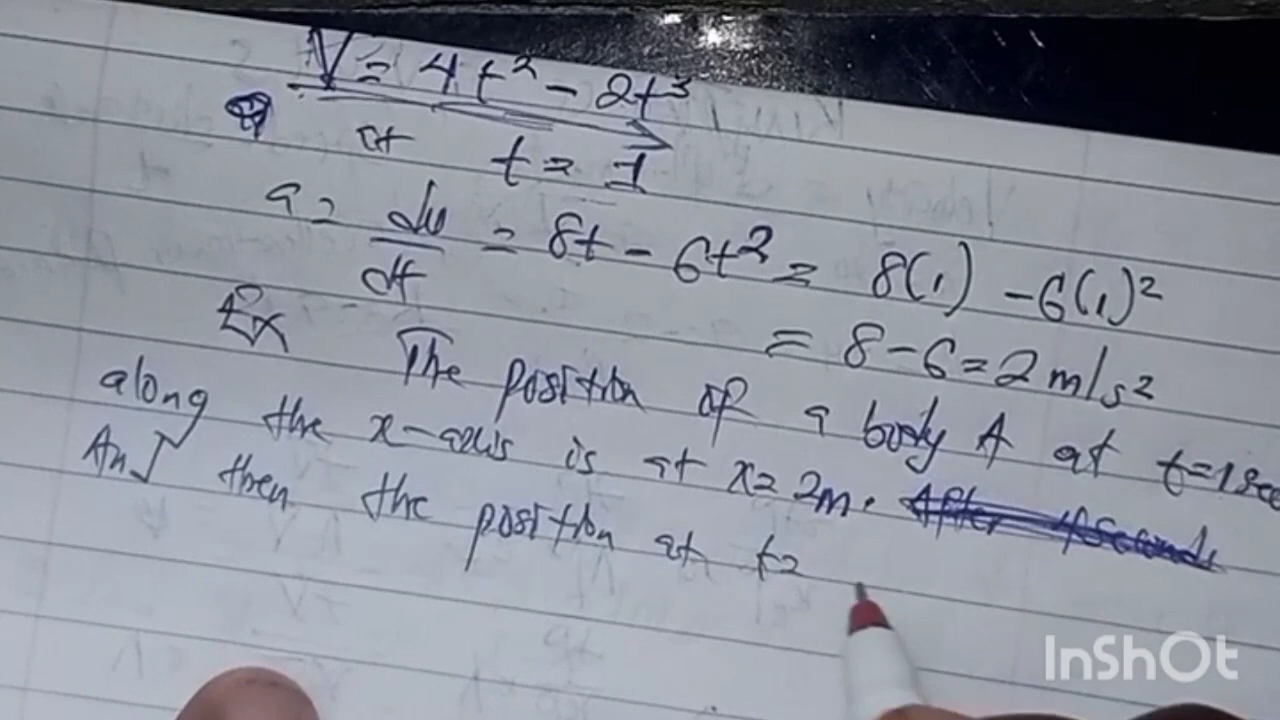 V = 4t² - 2t³
at t = 1
a = dv/dt = 8t - 6t² = 8(1) - 6(1)²
= 8 - 6 = 2 m/s²
Ex The position of a body A at t=1sec
along the x-axis is at x = 2m.
And then the position at t=
InShOt